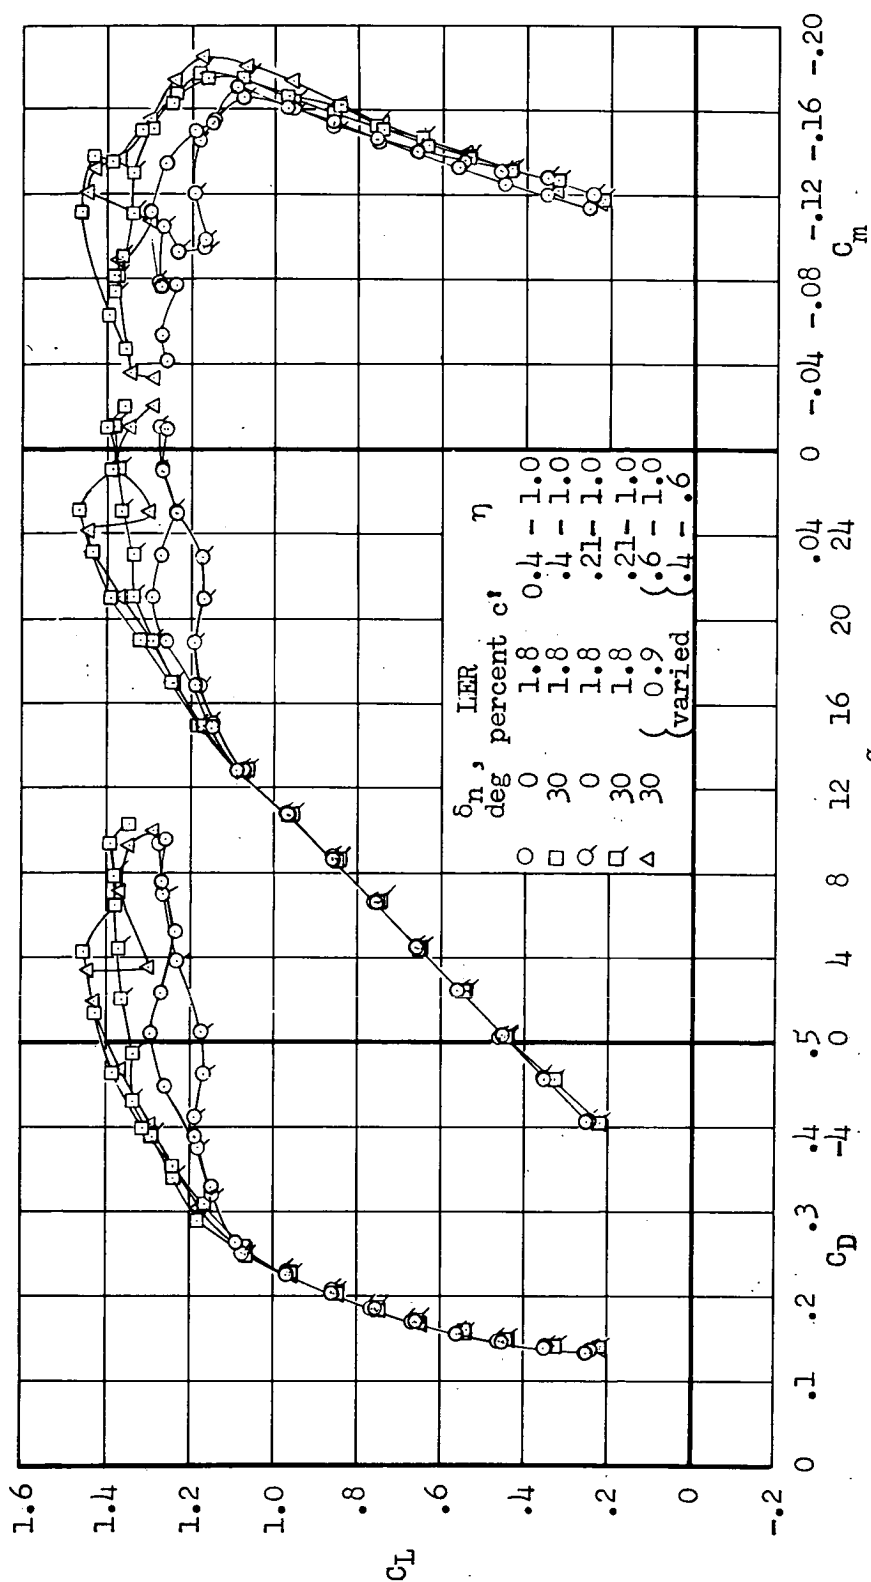 1.6
1.4
1.2
1.0
.8
.6
.4
.2
0
-.2
C_L
0 .1 .2 .3 .4 .5
C_D
-4 0 4 8 12 16 20 24
α
.04 0 -.04 -.08 -.12 -.16 -.20
C_m
δ_n, deg LER percent c' η
○ 0 1.8 0.4 - 1.0
□ 30 1.8 .4 - 1.0
0 1.8 .21- 1.0
30 1.8 .21- 1.0
△ 30 { 0.9 { .6 - 1.0
varied .4 - .6